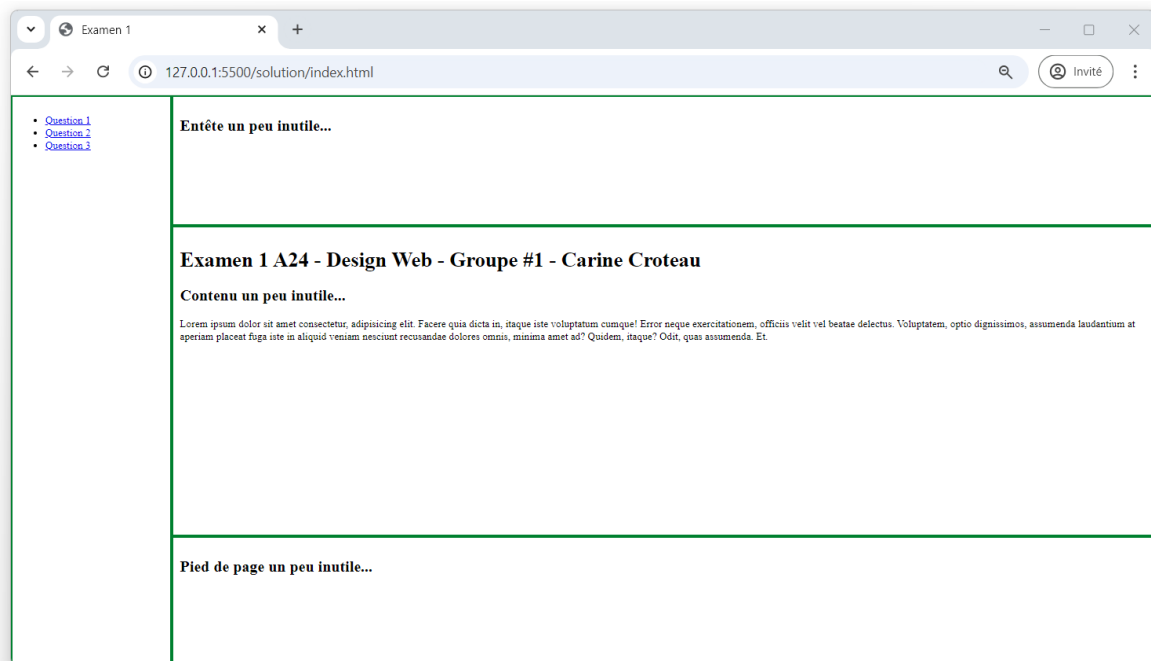 Examen 1
127.0.0.1:5500/solution/index.html
Invité
Question 1
Question 2
Question 3
Entête un peu inutile...
Examen 1 A24 - Design Web - Groupe #1 - Carine Croteau
Contenu un peu inutile...
Lorem ipsum dolor sit amet consectetur, adipisicing elit. Facere quia dicta in, itaque iste voluptatum cumque! Error neque exercitationem, officiis velit vel beatae delectus. Voluptatem, optio dignissimos, assumenda laudantium at
aperiam placeat fuga iste in aliquid veniam nesciunt recusandae dolores omnis, minima amet ad? Quidem, itaque? Odit, quas assumenda. Et.
Pied de page un peu inutile...